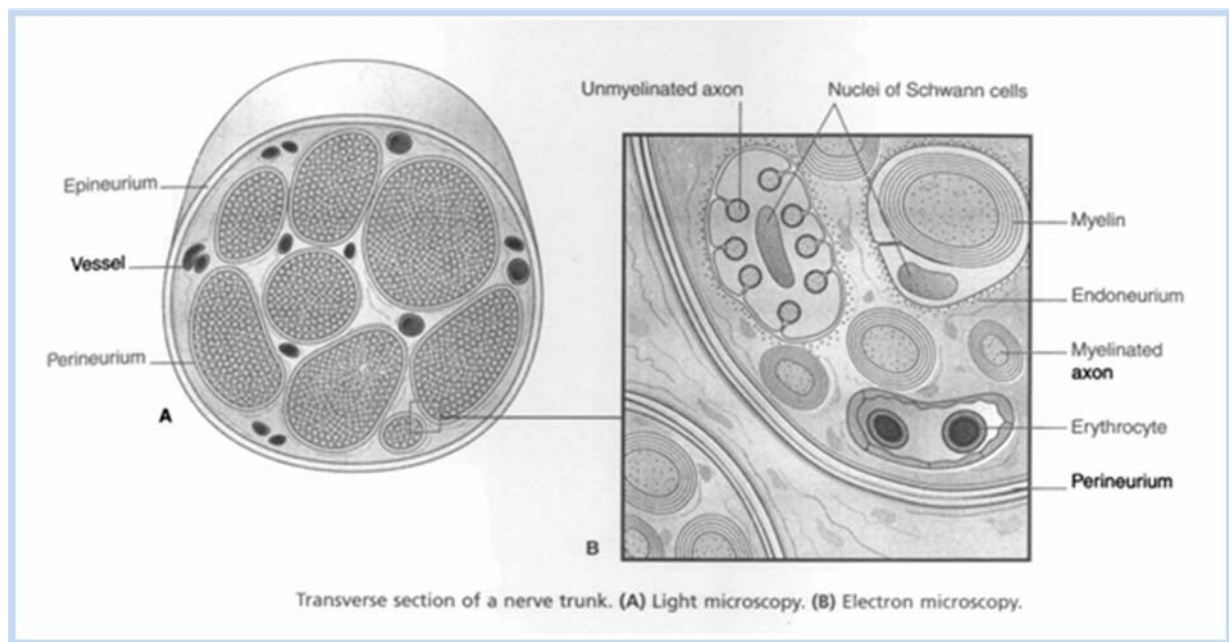 Epineurium
Vessel
Perineurium
A
Unmyelinated axon
Nuclei of Schwann cells
Myelin
Endoneurium
Myelinated
axon
Erythrocyte
Perineurium
B
Transverse section of a nerve trunk. (A) Light microscopy. (B) Electron microscopy.